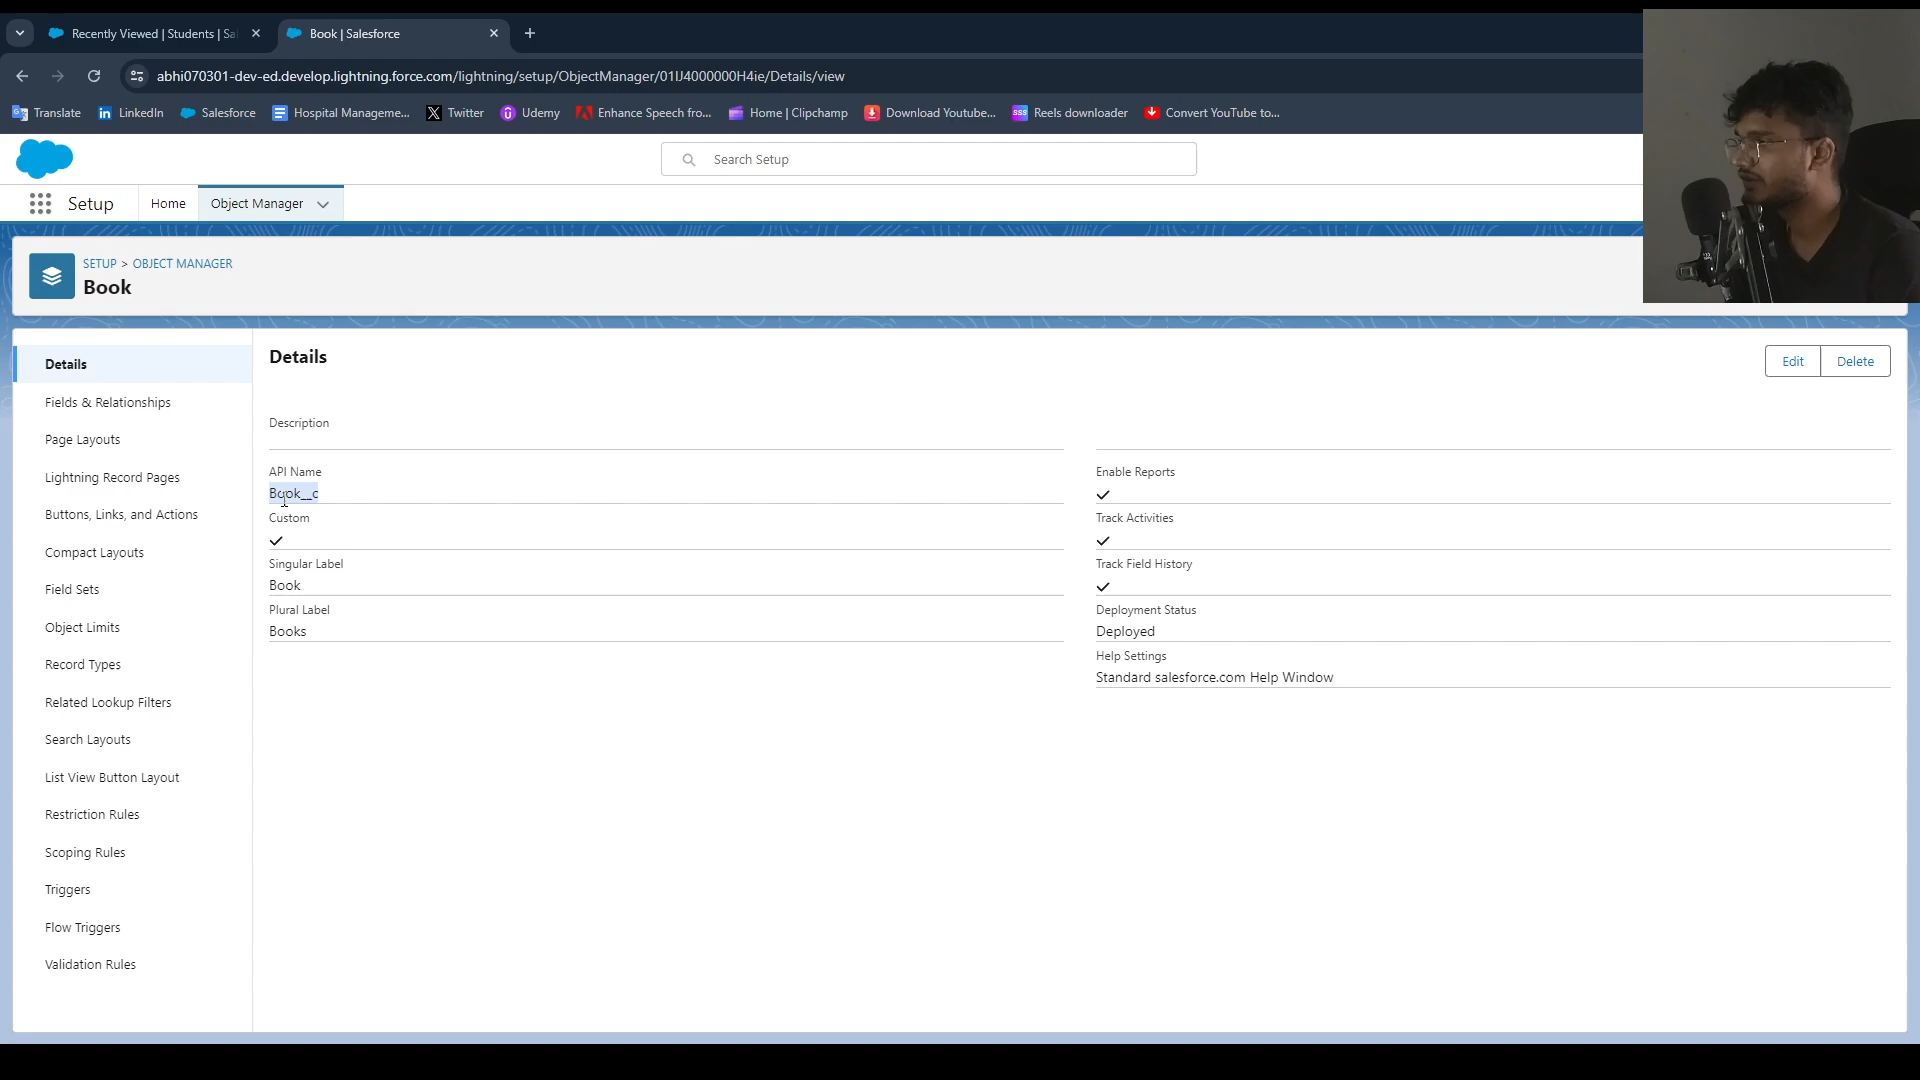 Recently Viewed | Students | Sa
Book | Salesforce
abhi070301-dev-ed.develop.lightning.force.com/lightning/setup/ObjectManager/01IJ4000000H4ie/Details/view
Translate
LinkedIn
Salesforce
Hospital Manageme...
Twitter
Udemy
Enhance Speech fro...
Home | Clipchamp
Download Youtube...
Reels downloader
Convert YouTube to...
Search Setup
Setup
Home
Object Manager
SETUP > OBJECT MANAGER
Book
Details
Fields & Relationships
Page Layouts
Lightning Record Pages
Buttons, Links, and Actions
Compact Layouts
Field Sets
Object Limits
Record Types
Related Lookup Filters
Search Layouts
List View Button Layout
Restriction Rules
Scoping Rules
Triggers
Flow Triggers
Validation Rules
Details
Edit
Delete
Description
API Name
Book__c
Custom
Singular Label
Book
Plural Label
Books
Enable Reports
Track Activities
Track Field History
Deployment Status
Deployed
Help Settings
Standard salesforce.com Help Window